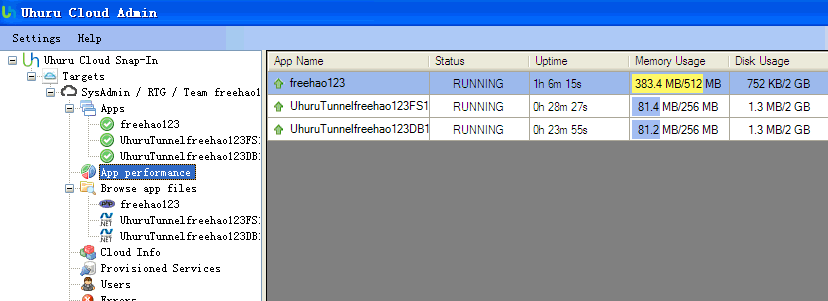 Uhuru Cloud Admin
Settings Help
Uhuru Cloud Snap-In
Targets
SysAdmin / RTG / Team freehao1
Apps
freehao123
UhuruTunnelfreehao123FS1
UhuruTunnelfreehao123DB1
App performance
Browse app files
freehao123
UhuruTunnelfreehao123FS1
UhuruTunnelfreehao123DB1
Cloud Info
Provisioned Services
Users
Errors
App Name Status Uptime Memory Usage Disk Usage
freehao123 RUNNING 1h 6m 15s 383.4 MB/512 MB 752 KB/2 GB
UhuruTunnelfreehao123FS1 RUNNING 0h 28m 27s 81.4 MB/256 MB 1.3 MB/2 GB
UhuruTunnelfreehao123DB1 RUNNING 0h 23m 55s 81.2 MB/256 MB 1.3 MB/2 GB